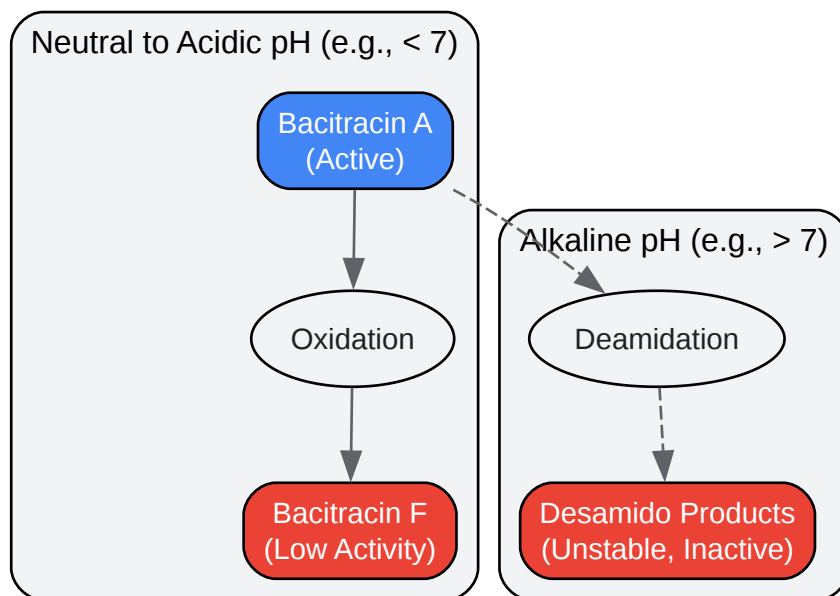 Neutral to Acidic pH (e.g., < 7)
Bacitracin A
(Active)
Alkaline pH (e.g., > 7)
Oxidation
Deamidation
Bacitracin F
(Low Activity)
Desamido Products
(Unstable, Inactive)